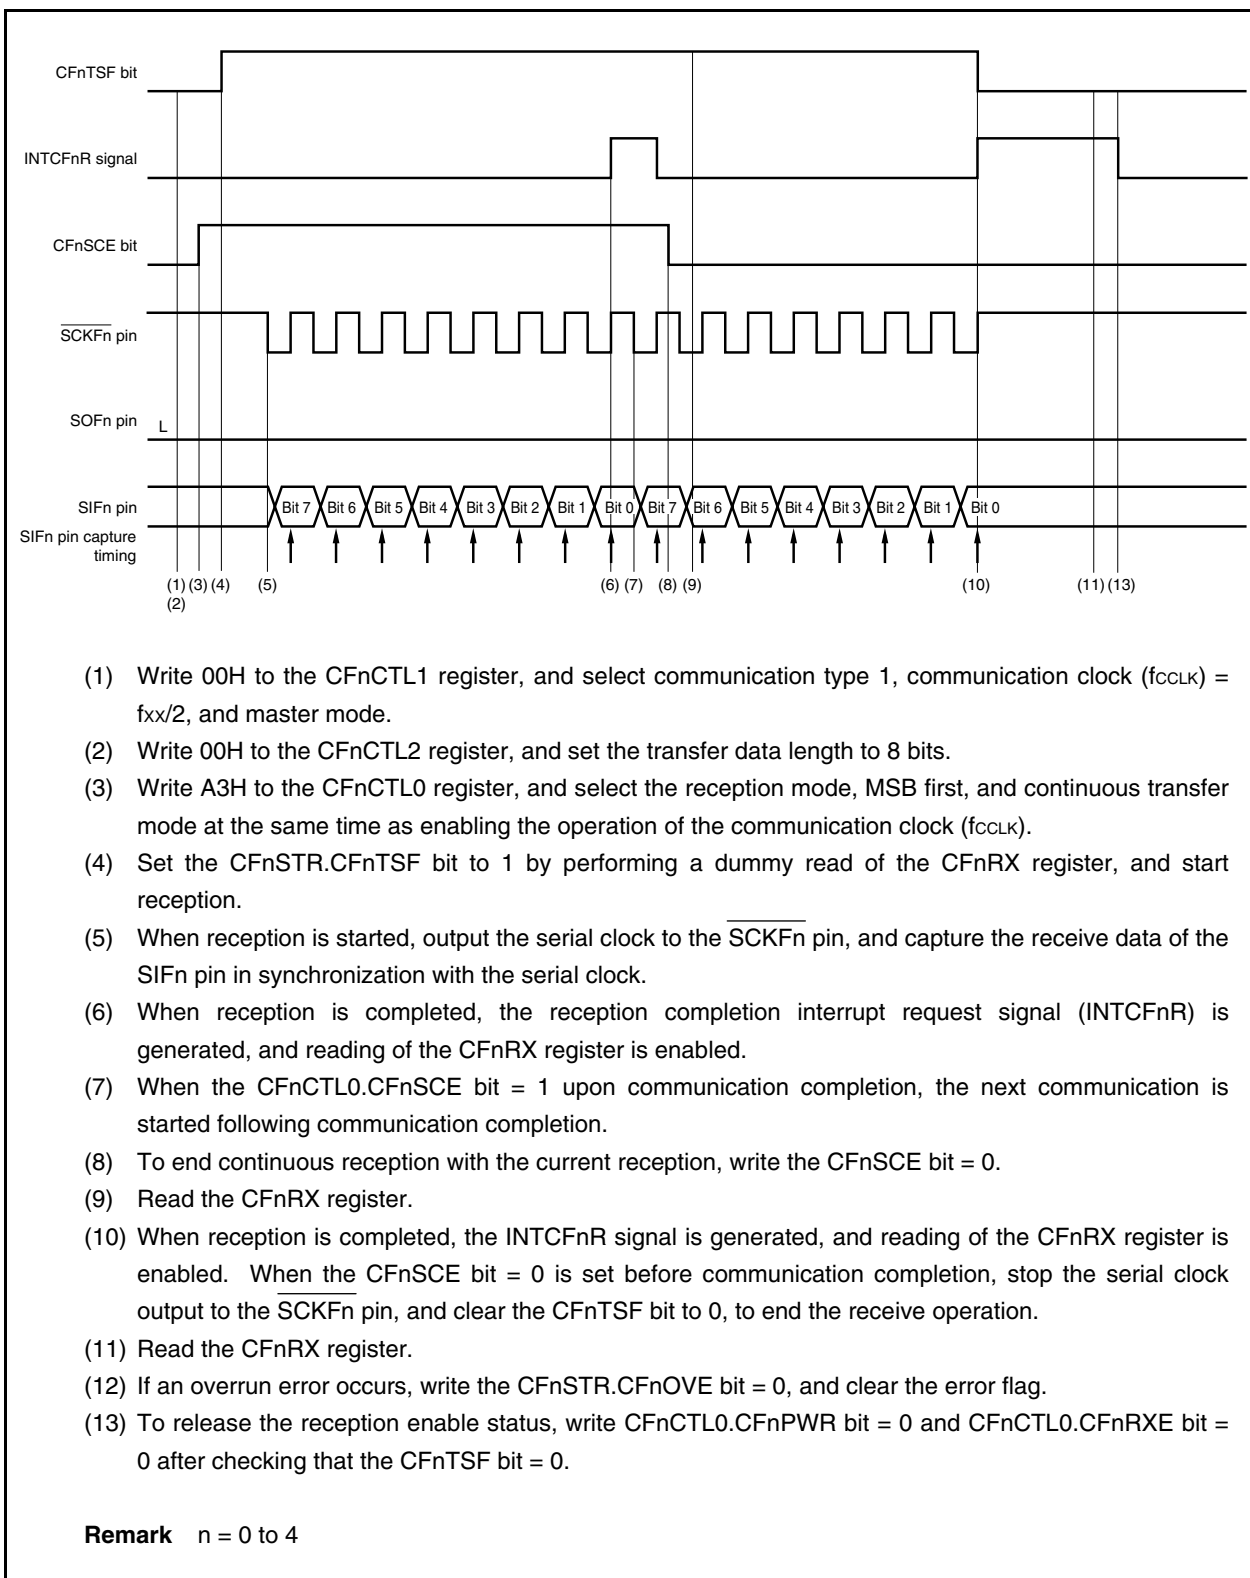 CFnTSF bit
INTCFnR signal
CFnSCE bit
SCKFn pin
SOFn pin L
SIFn pin Bit 7 Bit 6 Bit 5 Bit 4 Bit 3 Bit 2 Bit 1 Bit 0 Bit 7 Bit 6 Bit 5 Bit 4 Bit 3 Bit 2 Bit 1 Bit 0
SIFn pin capture
timing
(1) (3) (4) (5) (6) (7) (8) (9) (10) (11) (13)
(2)
(1) Write 00H to the CFnCTL1 register, and select communication type 1, communication clock (fCCLK) =
fXX/2, and master mode.
(2) Write 00H to the CFnCTL2 register, and set the transfer data length to 8 bits.
(3) Write A3H to the CFnCTL0 register, and select the reception mode, MSB first, and continuous transfer
mode at the same time as enabling the operation of the communication clock (fCCLK).
(4) Set the CFnSTR.CFnTSF bit to 1 by performing a dummy read of the CFnRX register, and start
reception.
(5) When reception is started, output the serial clock to the SCKFn pin, and capture the receive data of the
SIFn pin in synchronization with the serial clock.
(6) When reception is completed, the reception completion interrupt request signal (INTCFnR) is
generated, and reading of the CFnRX register is enabled.
(7) When the CFnCTL0.CFnSCE bit = 1 upon communication completion, the next communication is
started following communication completion.
(8) To end continuous reception with the current reception, write the CFnSCE bit = 0.
(9) Read the CFnRX register.
(10) When reception is completed, the INTCFnR signal is generated, and reading of the CFnRX register is
enabled. When the CFnSCE bit = 0 is set before communication completion, stop the serial clock
output to the SCKFn pin, and clear the CFnTSF bit to 0, to end the receive operation.
(11) Read the CFnRX register.
(12) If an overrun error occurs, write the CFnSTR.CFnOVE bit = 0, and clear the error flag.
(13) To release the reception enable status, write CFnCTL0.CFnPWR bit = 0 and CFnCTL0.CFnRXE bit =
0 after checking that the CFnTSF bit = 0.
Remark n = 0 to 4